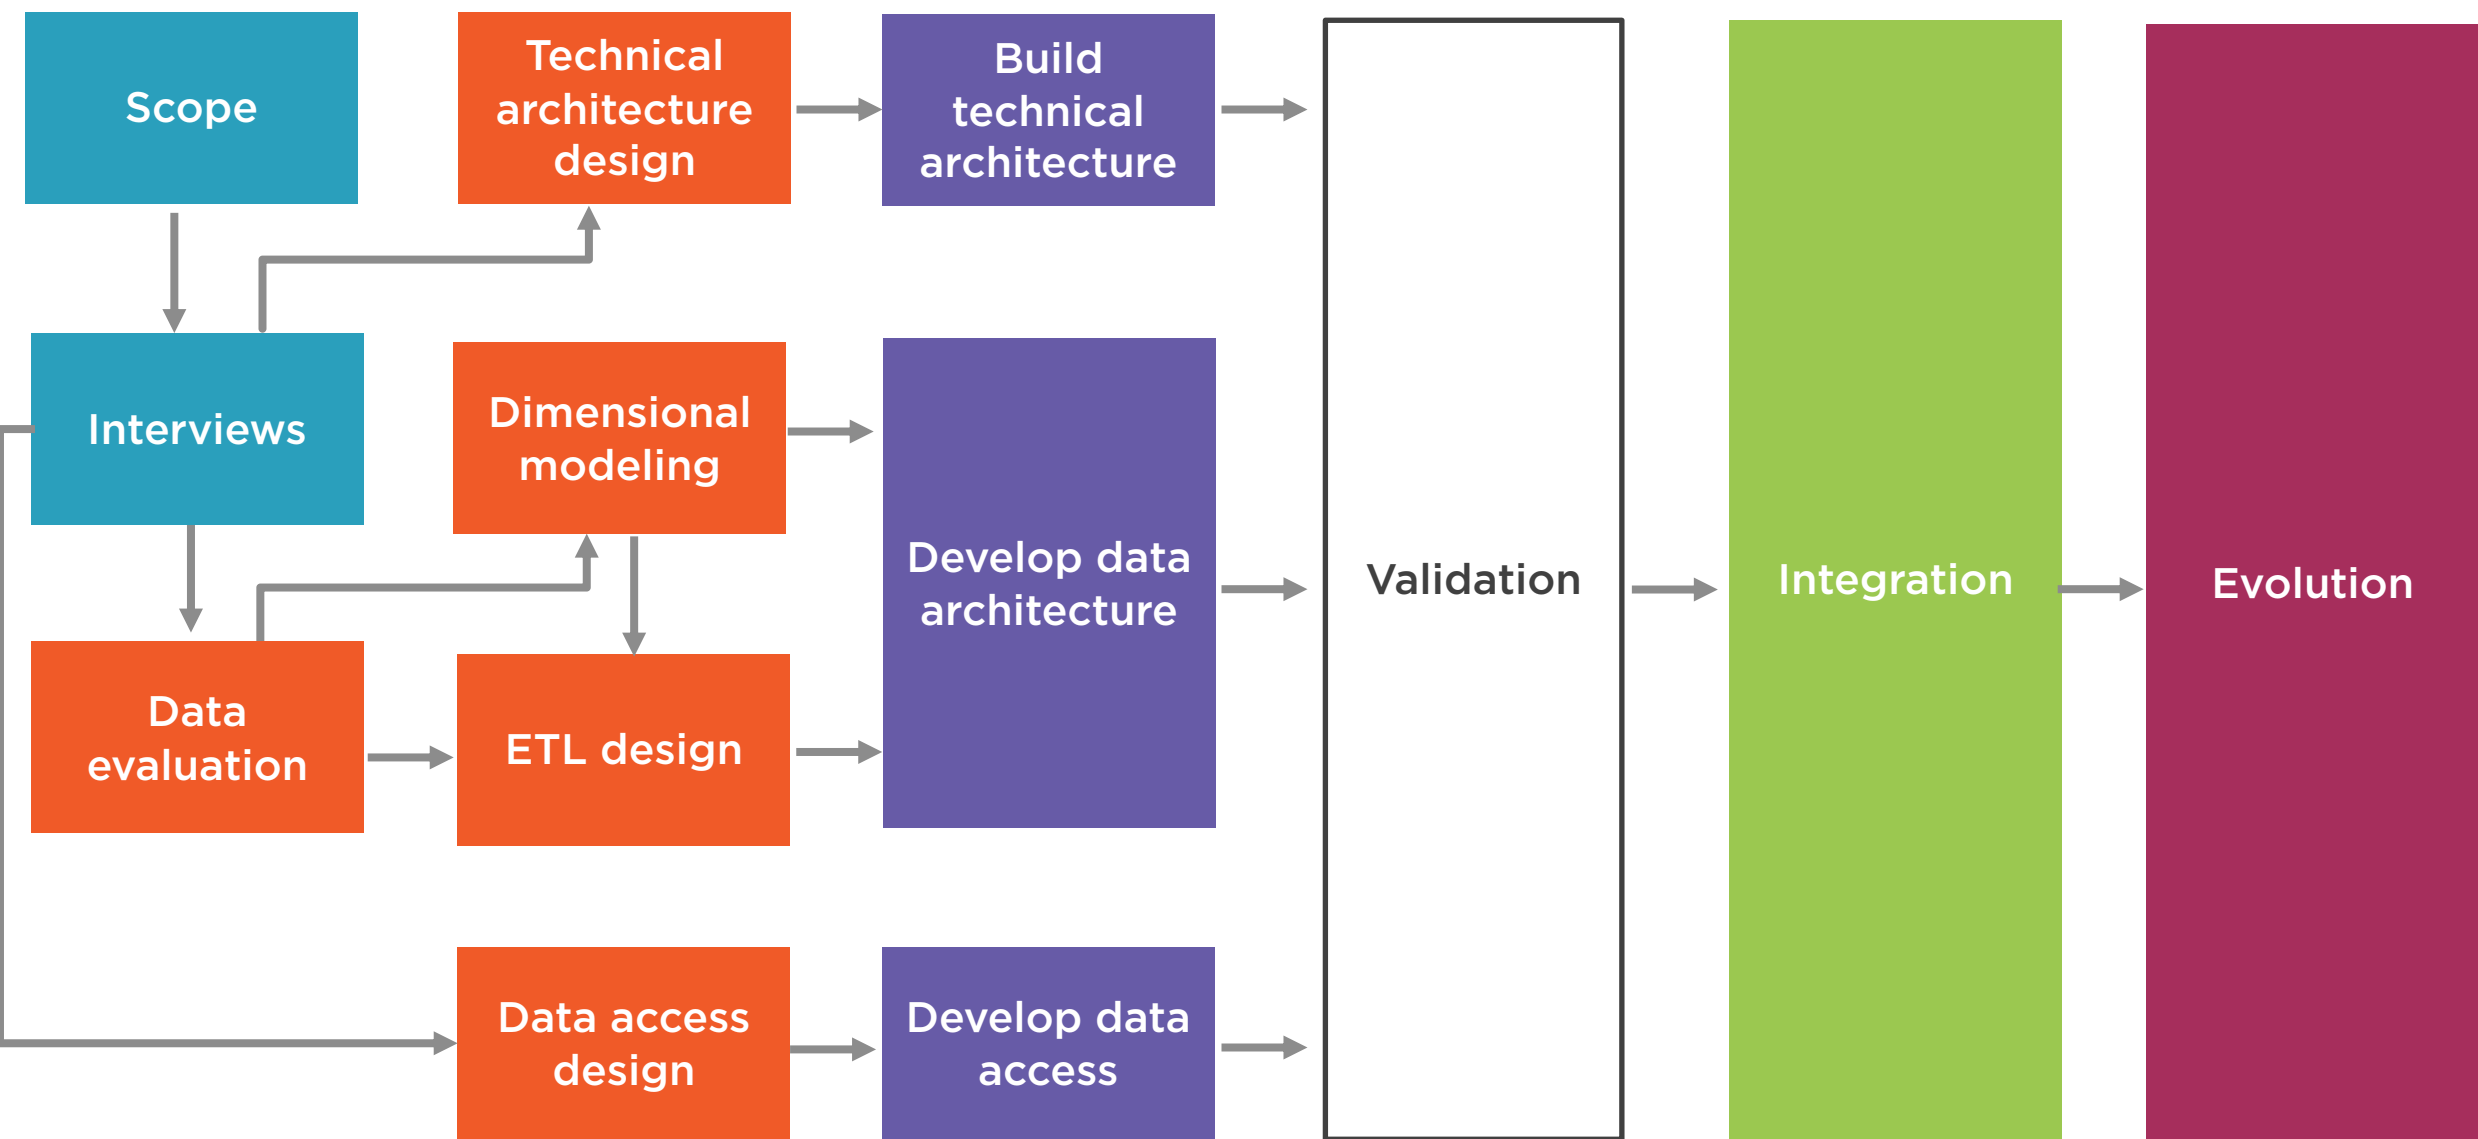 Scope
Technical
architecture
design
Build
technical
architecture
Interviews
Dimensional
modeling
Develop data
architecture
Validation
Integration
Evolution
Data
evaluation
ETL design
Data access
design
Develop data
access